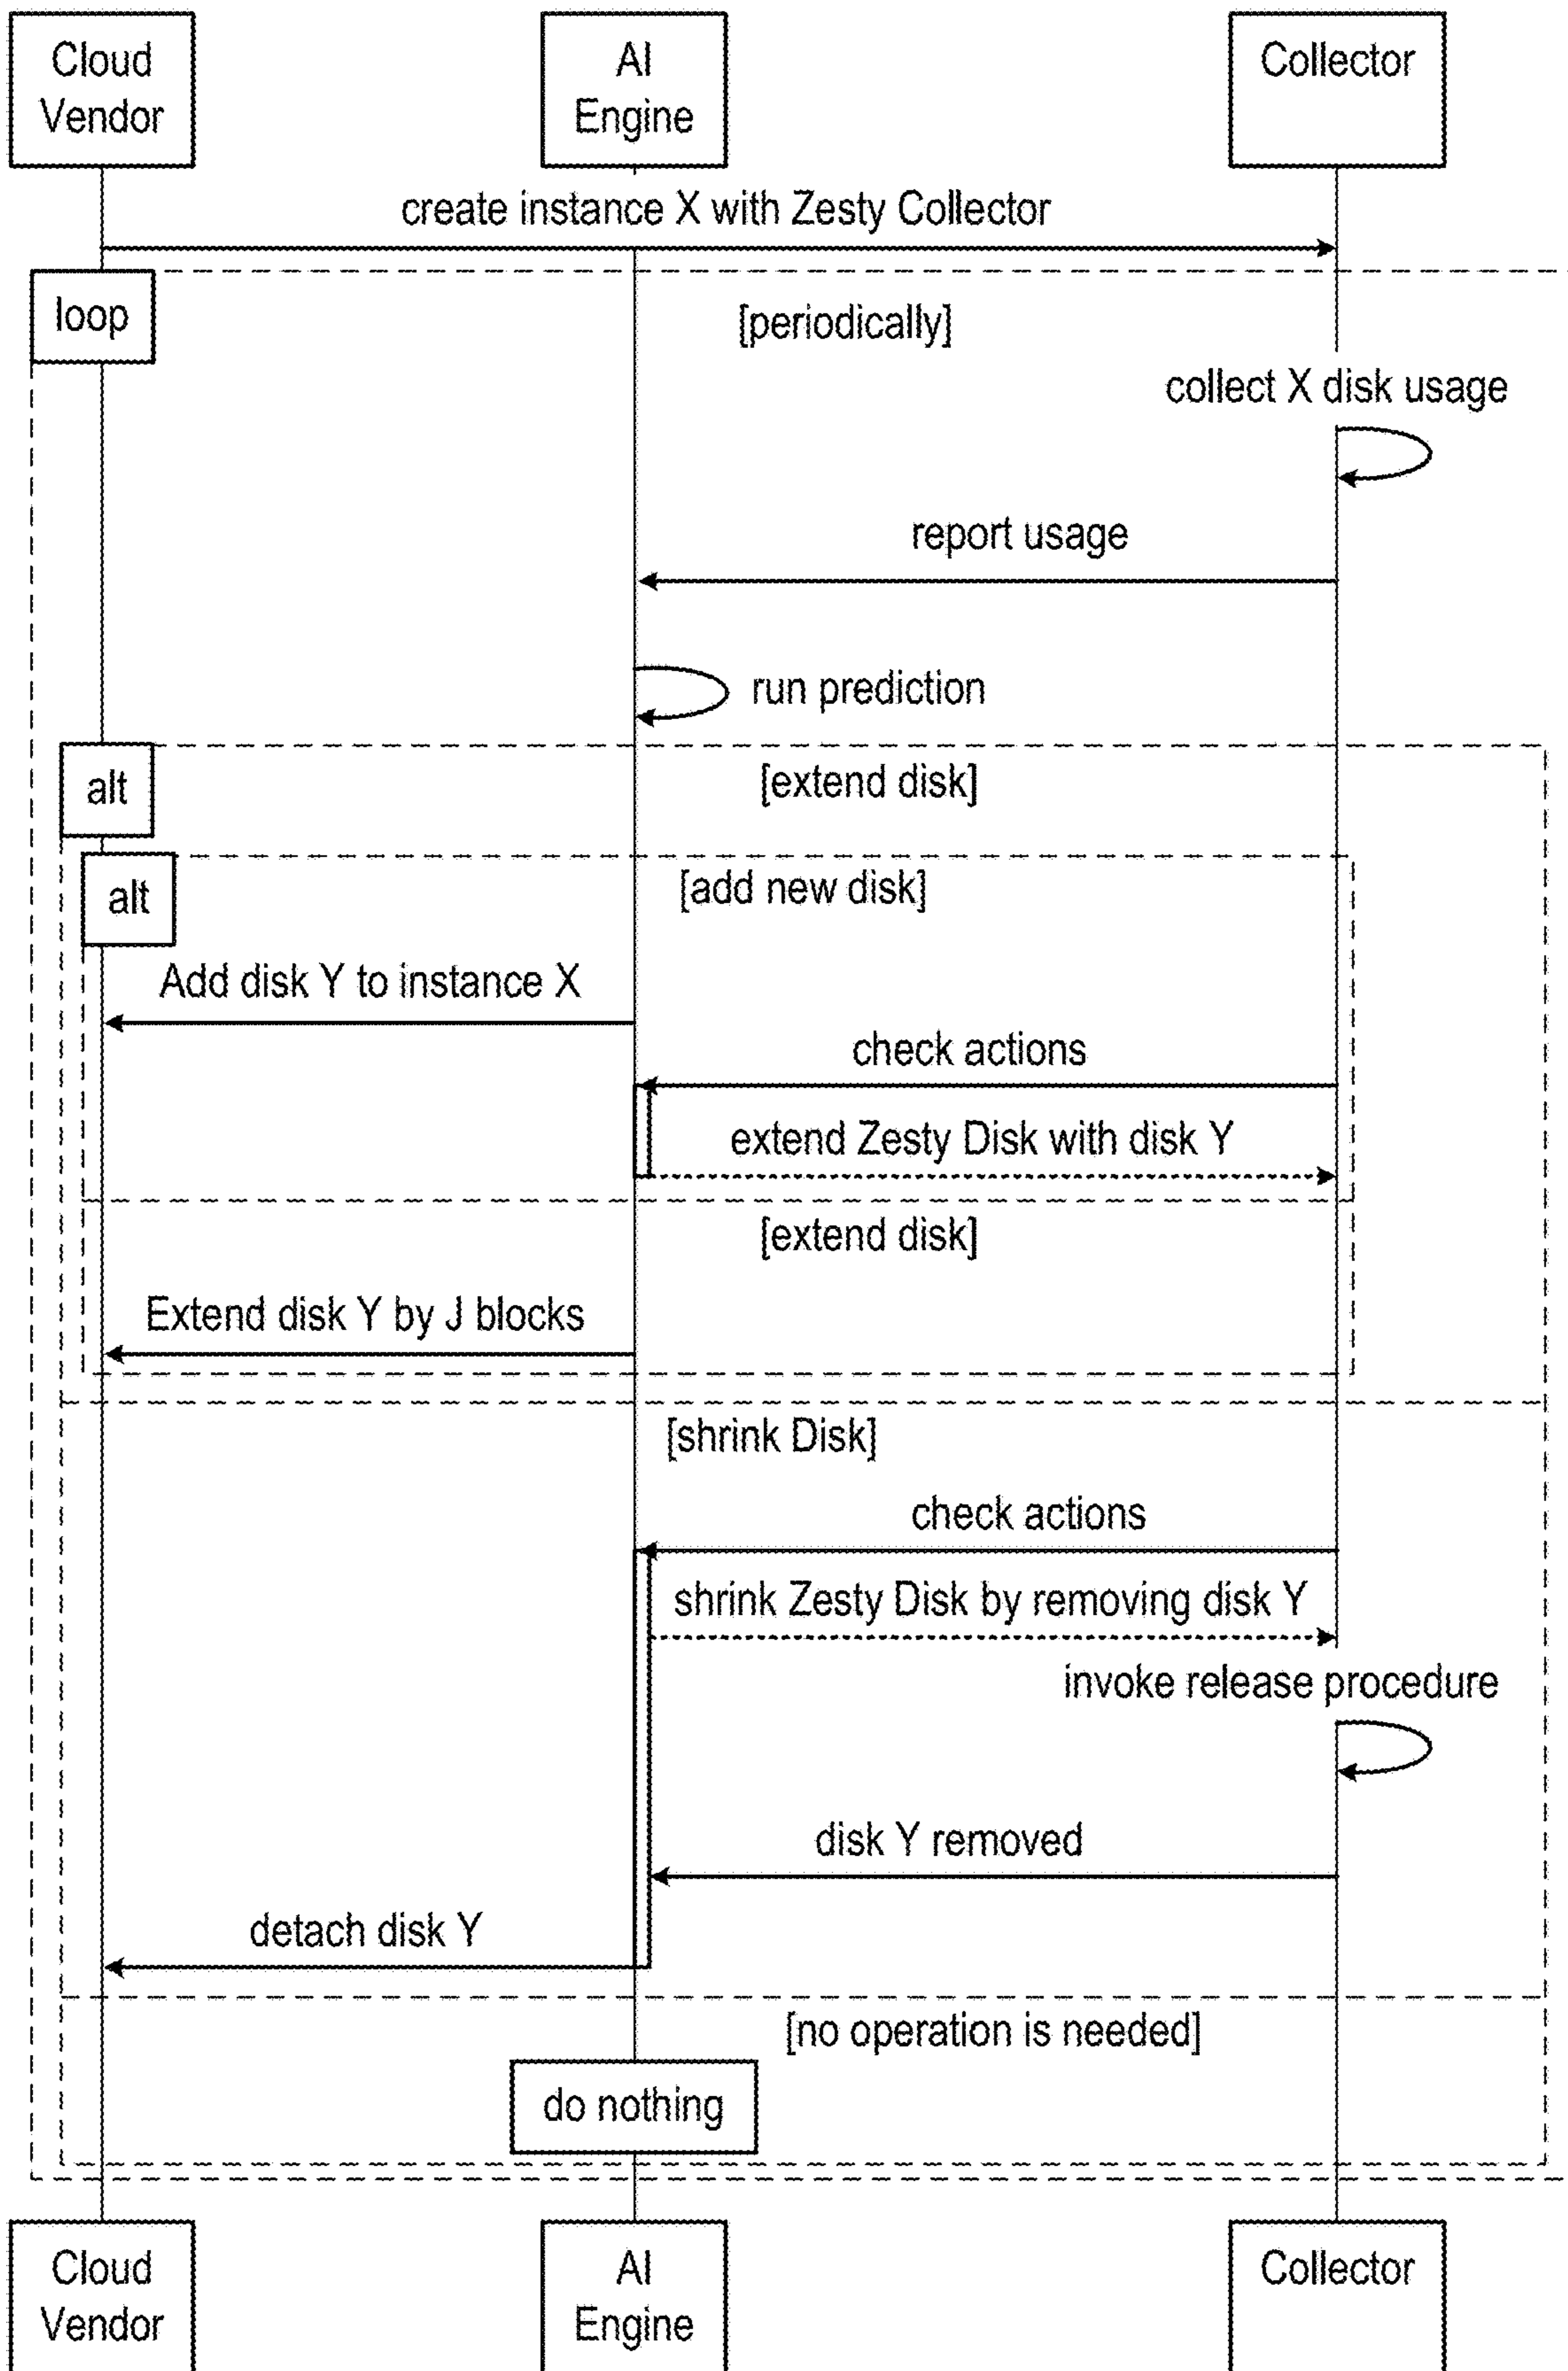 Cloud
Vendor
AI
Engine
Collector
create instance X with Zesty Collector
loop
[periodically]
collect X disk usage
report usage
run prediction
alt
[extend disk]
alt
[add new disk]
Add disk Y to instance X
check actions
extend Zesty Disk with disk Y
[extend disk]
Extend disk Y by J blocks
[shrink Disk]
check actions
shrink Zesty Disk by removing disk Y
invoke release procedure
disk Y removed
detach disk Y
[no operation is needed]
do nothing
Cloud
Vendor
AI
Engine
Collector